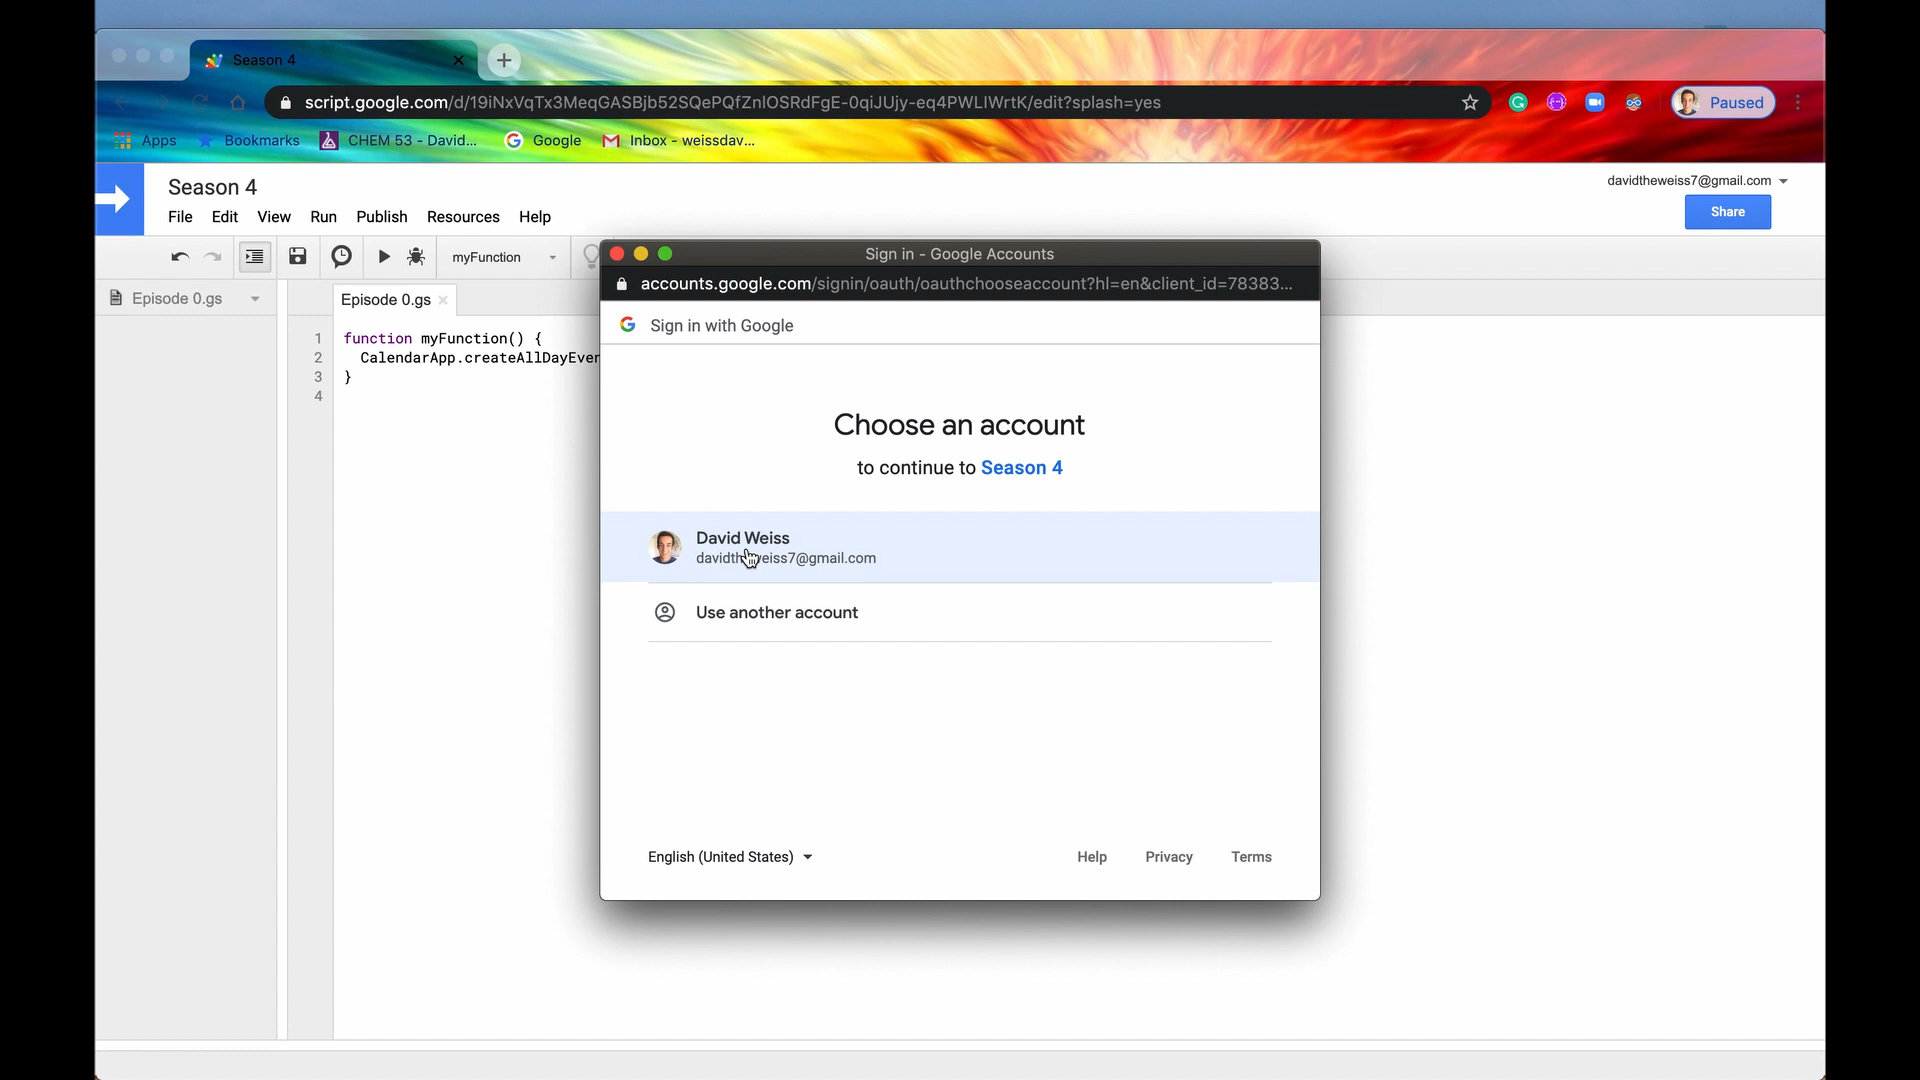 Season 4
script.google.com/d/19iNxVqTx3MeqGASBjb52SQePQfZnlOSRdFgE-0qiJUjy-eq4PWLIWrtK/edit?splash=yes
Paused
Apps Bookmarks CHEM 53 - David... Google Inbox - weissdav...
Season 4
davidtheweiss7@gmail.com
File Edit View Run Publish Resources Help
Share
myFunction
Sign in - Google Accounts
accounts.google.com/signin/oauth/oauthchooseaccount?hl=en&client_id=78383...
Episode 0.gs
Episode 0.gs
Sign in with Google
1 function myFunction() {
2 CalendarApp.createAllDayEver
3 }
4
Choose an account
to continue to Season 4
David Weiss
davidtheweiss7@gmail.com
Use another account
English (United States)
Help Privacy Terms